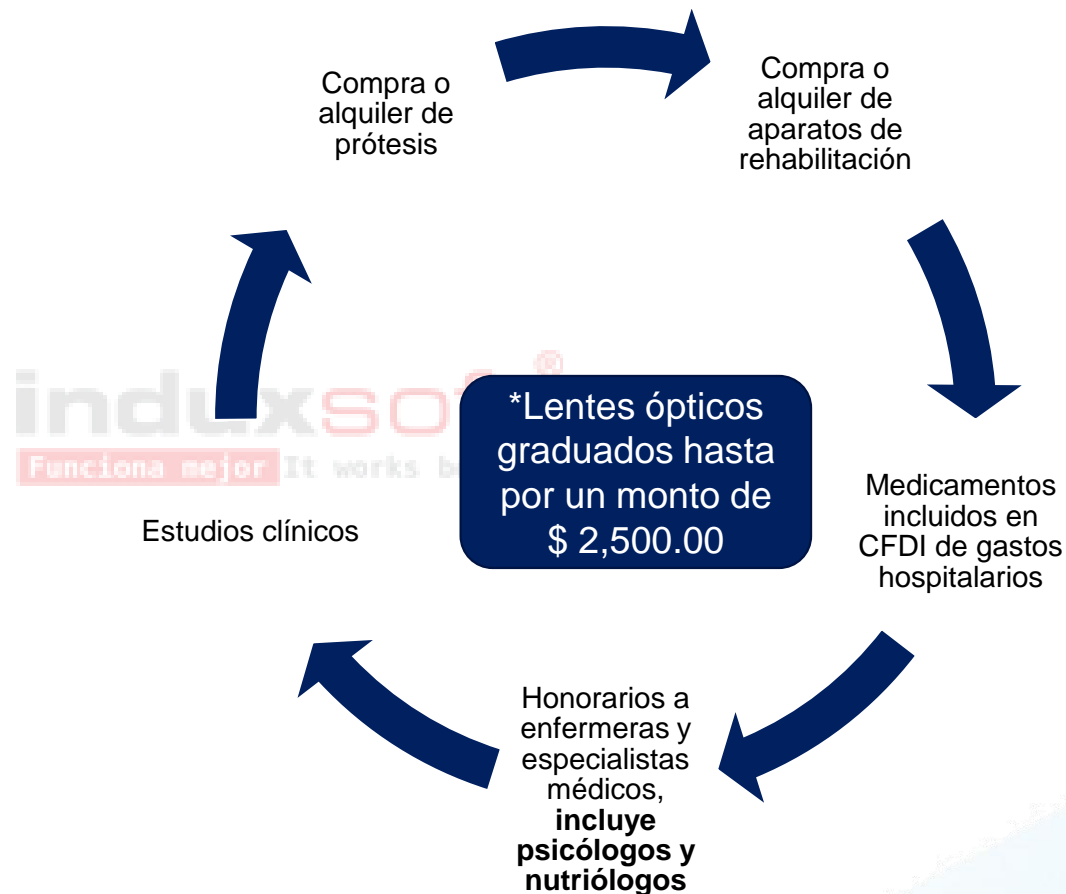 Compra o
alquiler de
prótesis
Compra o
alquiler de
aparatos de
rehabilitación
induxsof
®
Funciona mejor It works b
*Lentes ópticos
graduados hasta
por un monto de
$ 2,500.00
Estudios clínicos
Medicamentos
incluidos en
CFDI de gastos
hospitalarios
Honorarios a
enfermeras y
especialistas
médicos,
incluye
psicólogos y
nutriólogos